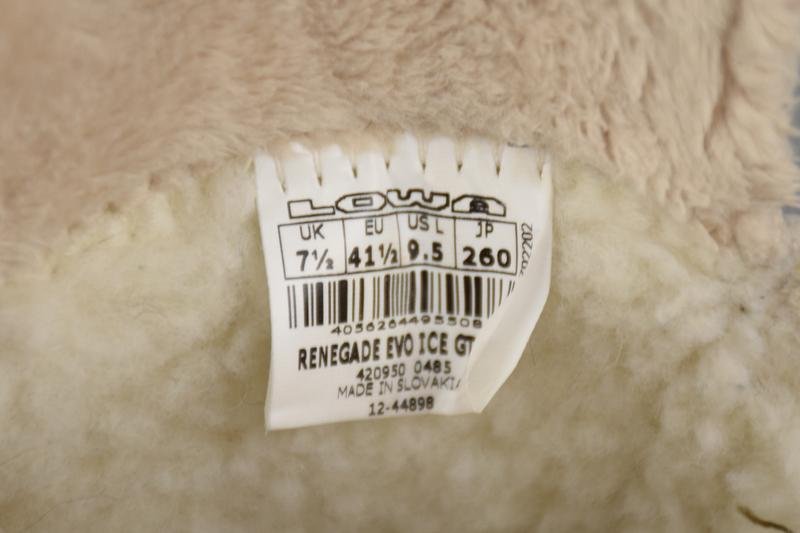 LOWA
UK EU US L JP
7½ 41½ 9.5 260
4056264495508
RENEGADE EVO ICE GT
420950 0485
MADE IN SLOVAKIA
12-44898